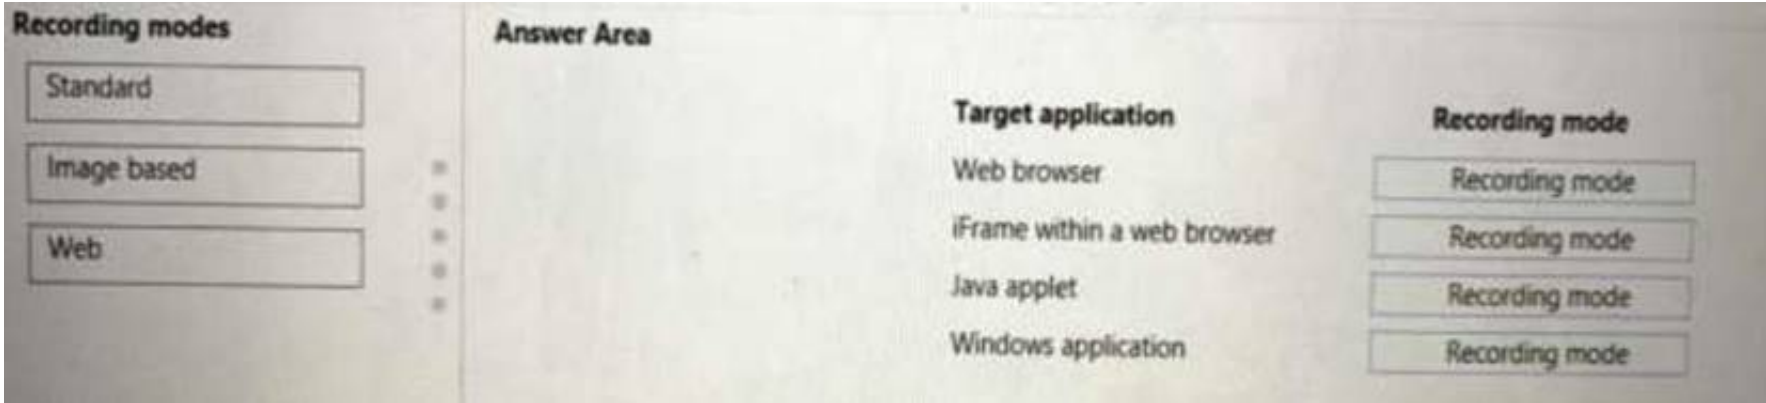 Recording modes
Standard
Image based
Web
Answer Area
Target application Recording mode
Web browser Recording mode
iFrame within a web browser Recording mode
Java applet Recording mode
Windows application Recording mode